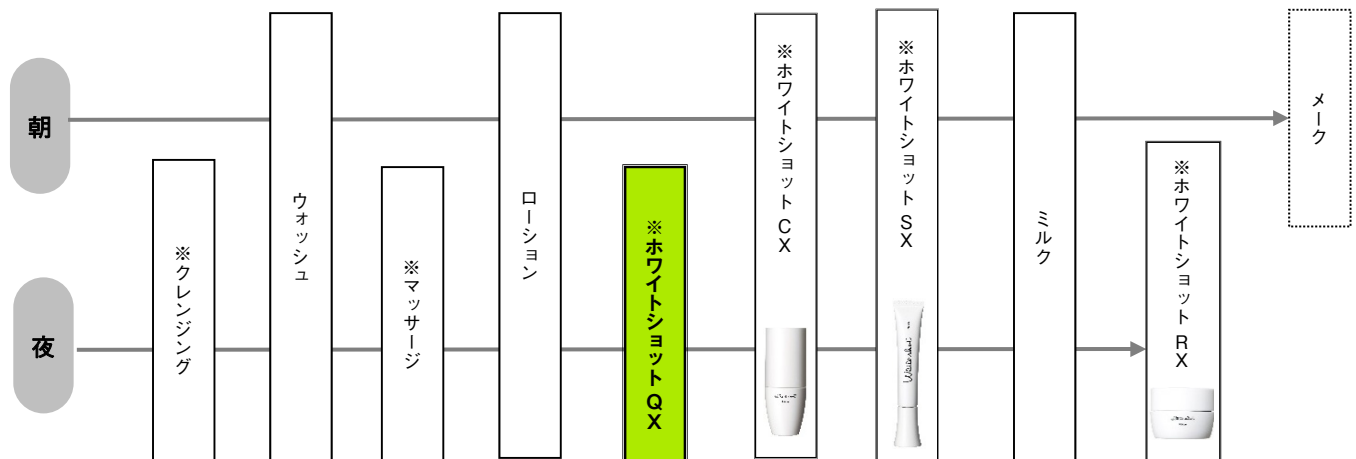 朝
夜
※クレンジング
ウォッシュ
※マッサージ
ローション
※ホワイトショット QX
※ホワイトショット CX
※ホワイトショット SX
ミルク
※ホワイトショット RX
メーク